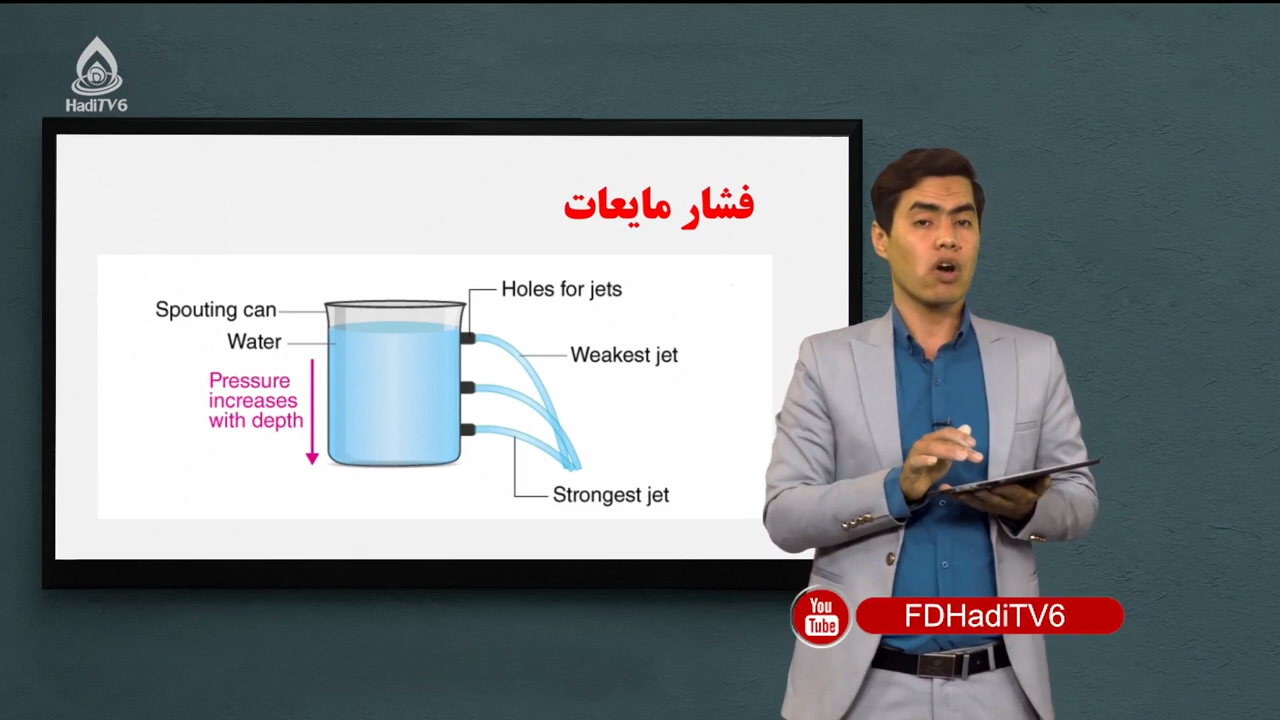 HadiTV6
فشار مایعات
Holes for jets
Spouting can
Water
Weakest jet
Pressure
increases
with depth
Strongest jet
You
Tube
FDHadiTV6